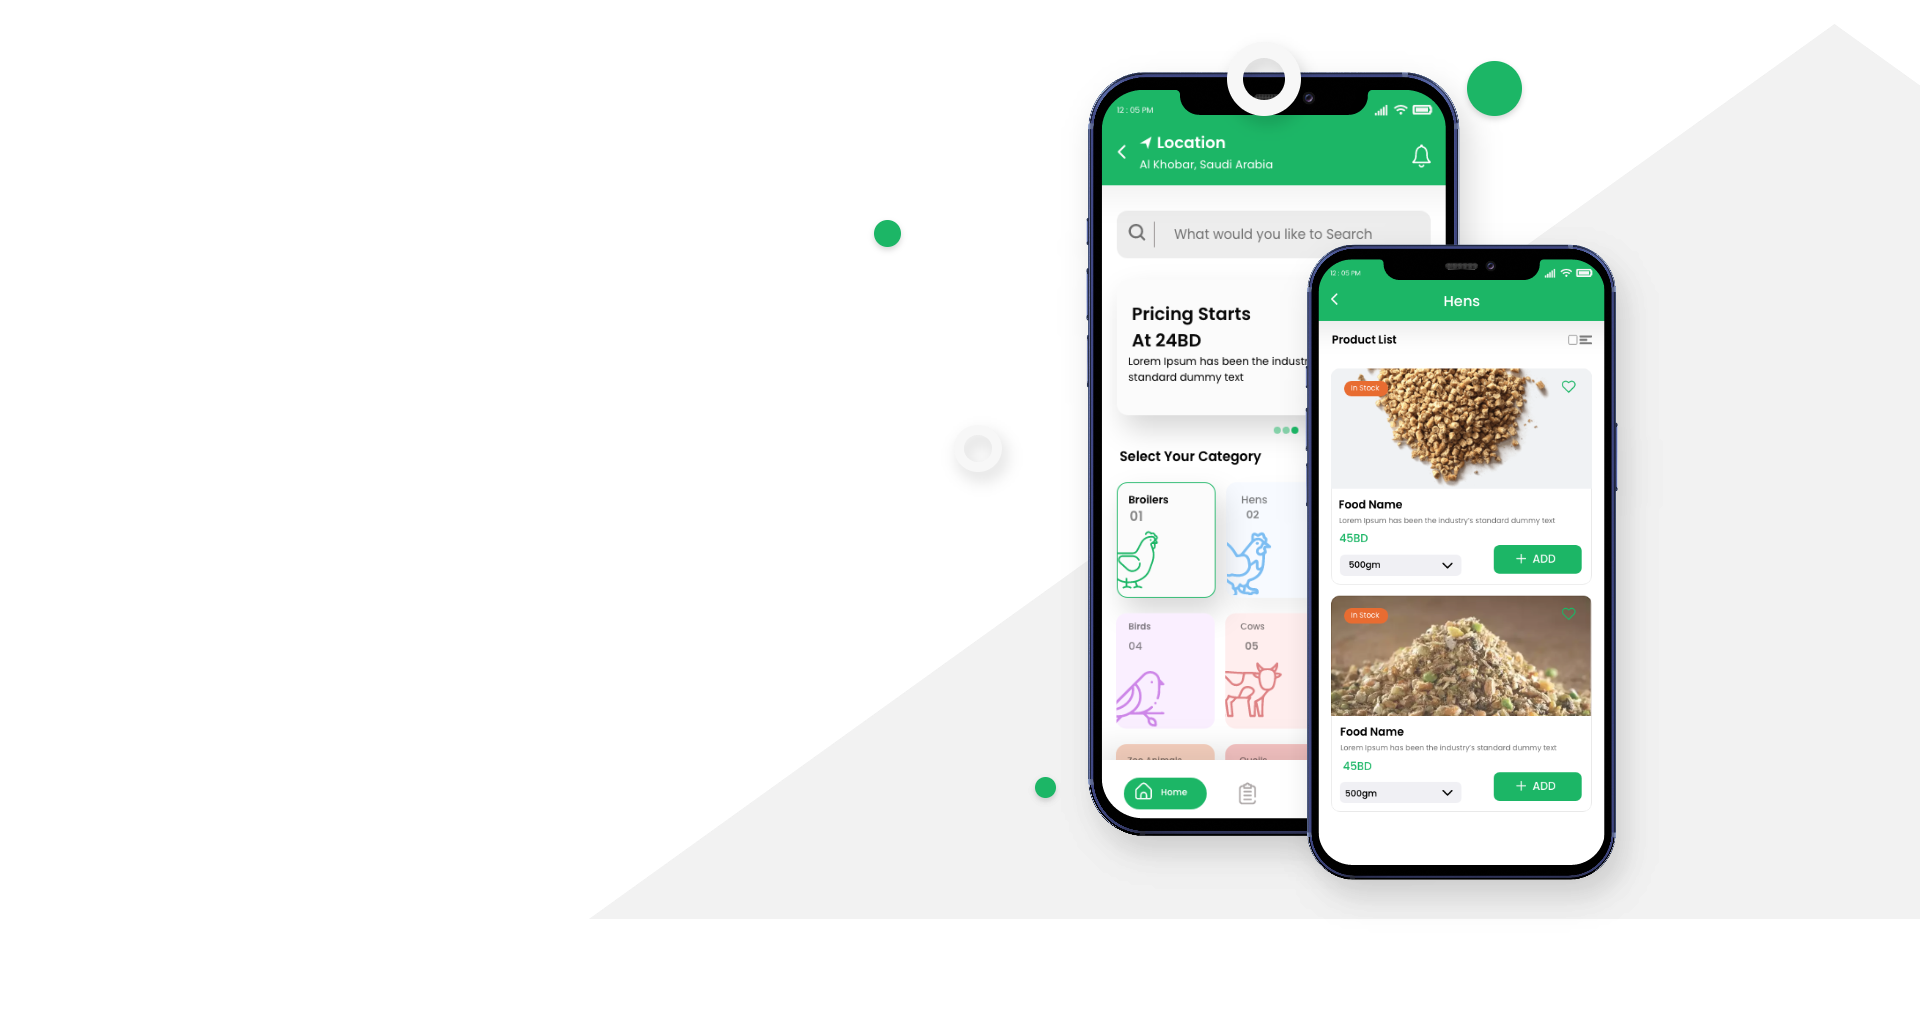 12 : 05 PM
Location
Al Khobar, Saudi Arabia
What would you like to Search
Pricing Starts
At 24BD
Lorem Ipsum has been the industr
standard dummy text
Select Your Category
Broilers
01
Hens
02
Birds
04
Cows
05
Zoo Animals
Quails
Home
12 : 05 PM
Hens
Product List
In Stock
Food Name
Lorem Ipsum has been the industry's standard dummy text
45BD
500gm
+ ADD
In Stock
Food Name
Lorem Ipsum has been the industry's standard dummy text
45BD
500gm
+ ADD